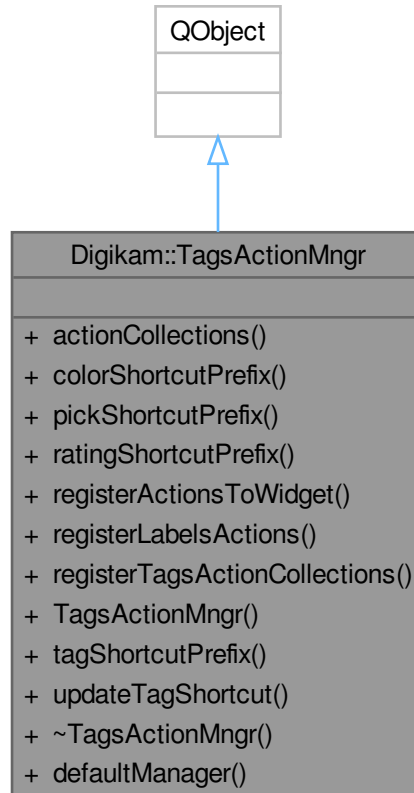 QObject
Digikam::TagsActionMngr
+ actionCollections()
+ colorShortcutPrefix()
+ pickShortcutPrefix()
+ ratingShortcutPrefix()
+ registerActionsToWidget()
+ registerLabelsActions()
+ registerTagsActionCollections()
+ TagsActionMngr()
+ tagShortcutPrefix()
+ updateTagShortcut()
+ ~TagsActionMngr()
+ defaultManager()